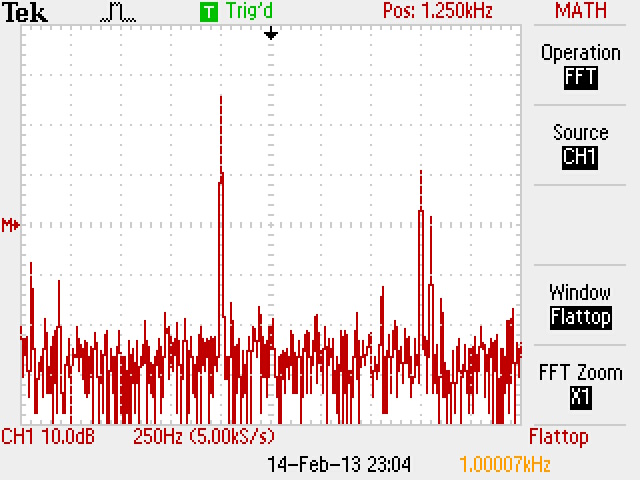 Tek T Trig'd Pos: 1.250kHz MATH
Operation
FFT
Source
CH1
M
Window
Flattop
FFT Zoom
X1
CH1 10.0dB 250Hz (5.00kS/s) Flattop
14-Feb-13 23:04 1.00007kHz